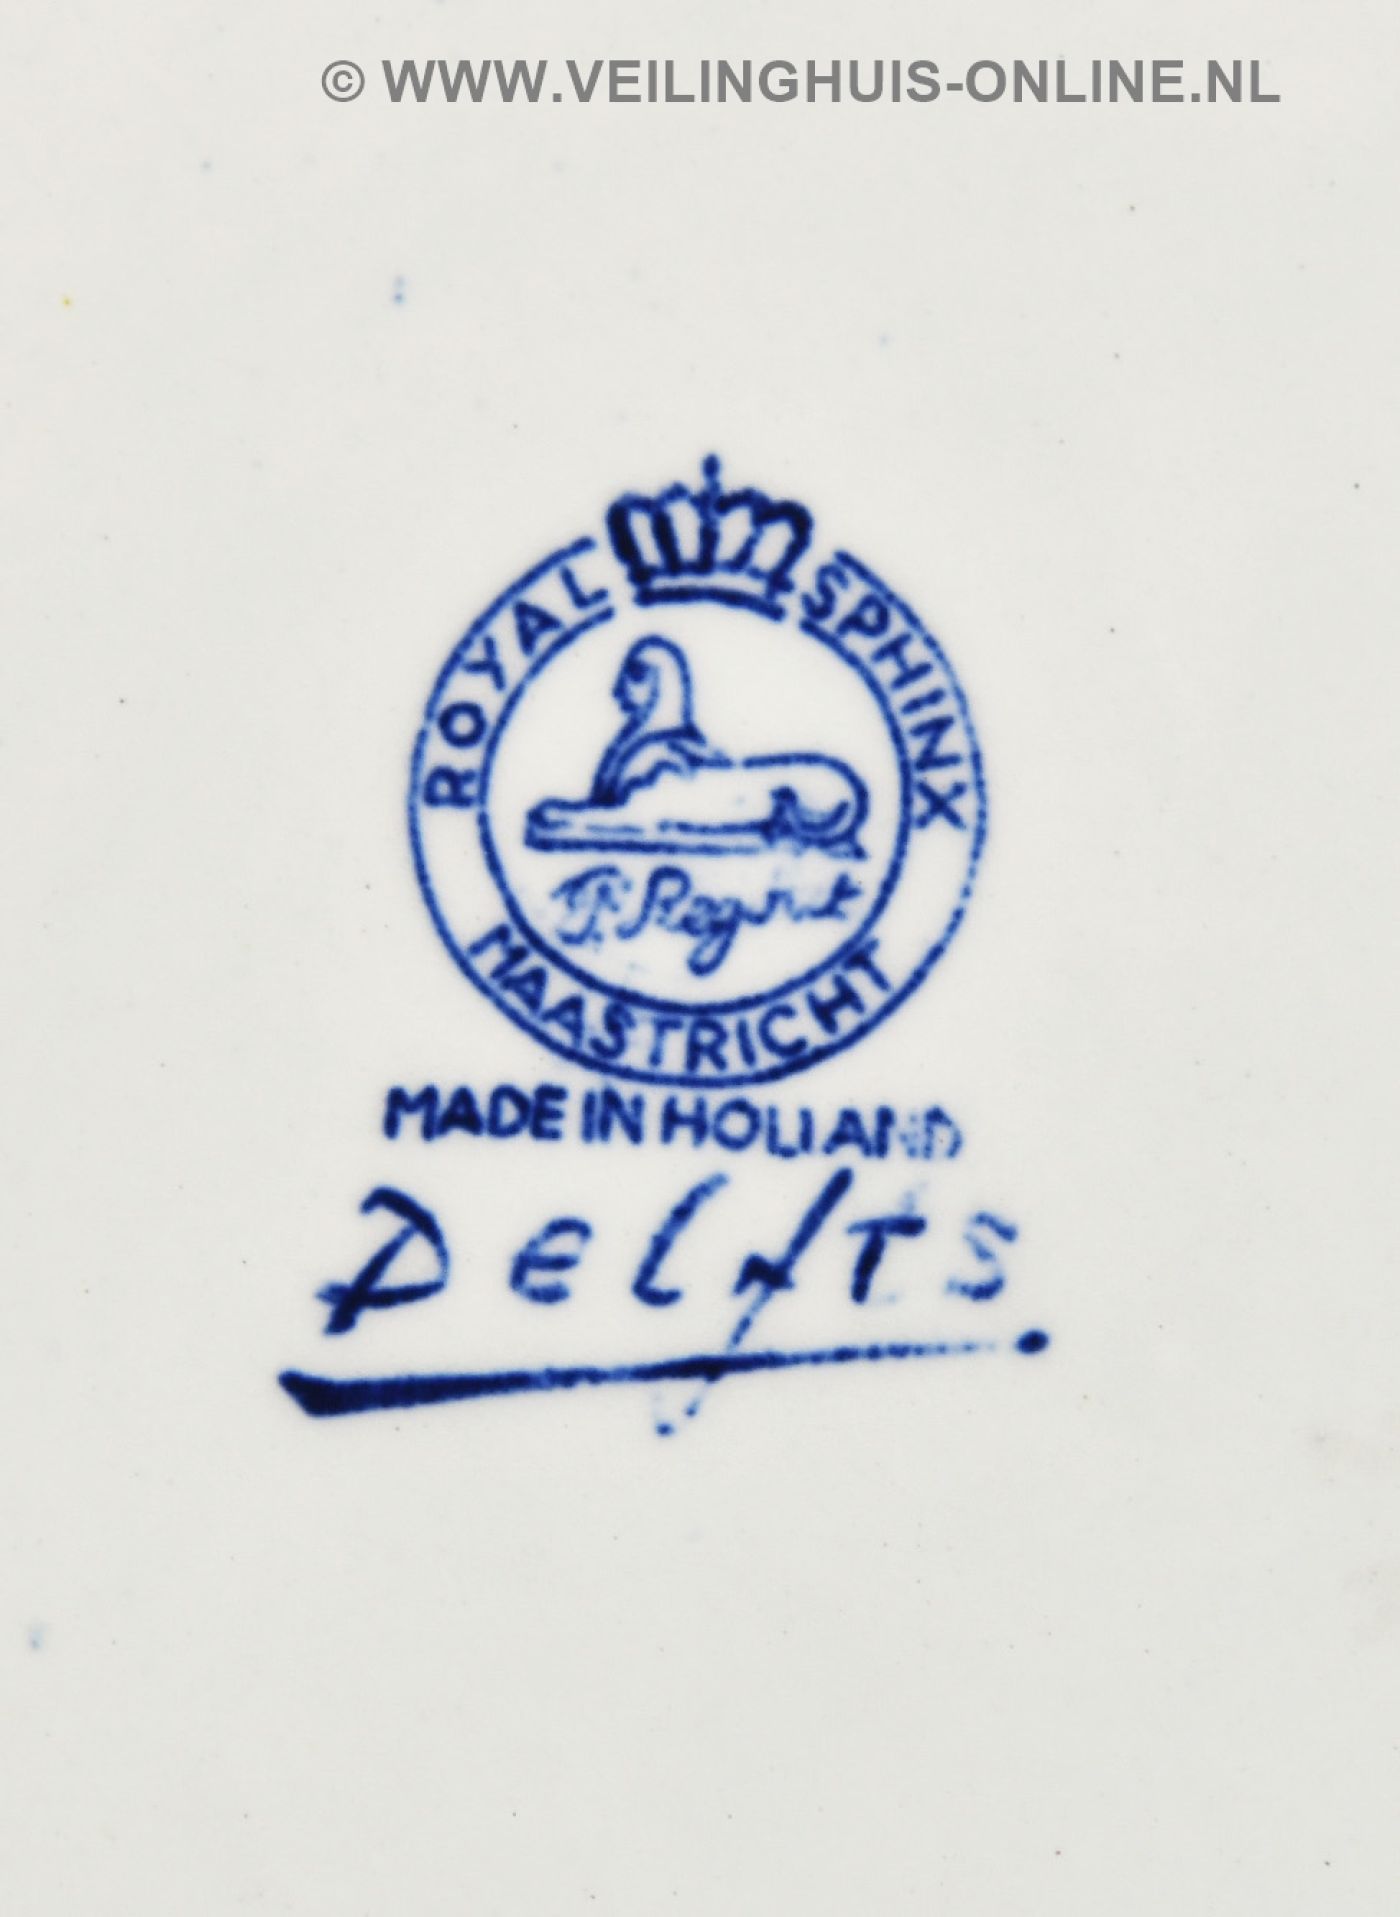 © WWW.VEILINGHUIS-ONLINE.NL
ROYAL SPHINX
P. Regout
MAASTRICHT
MADE IN HOLLAND
DELfTS